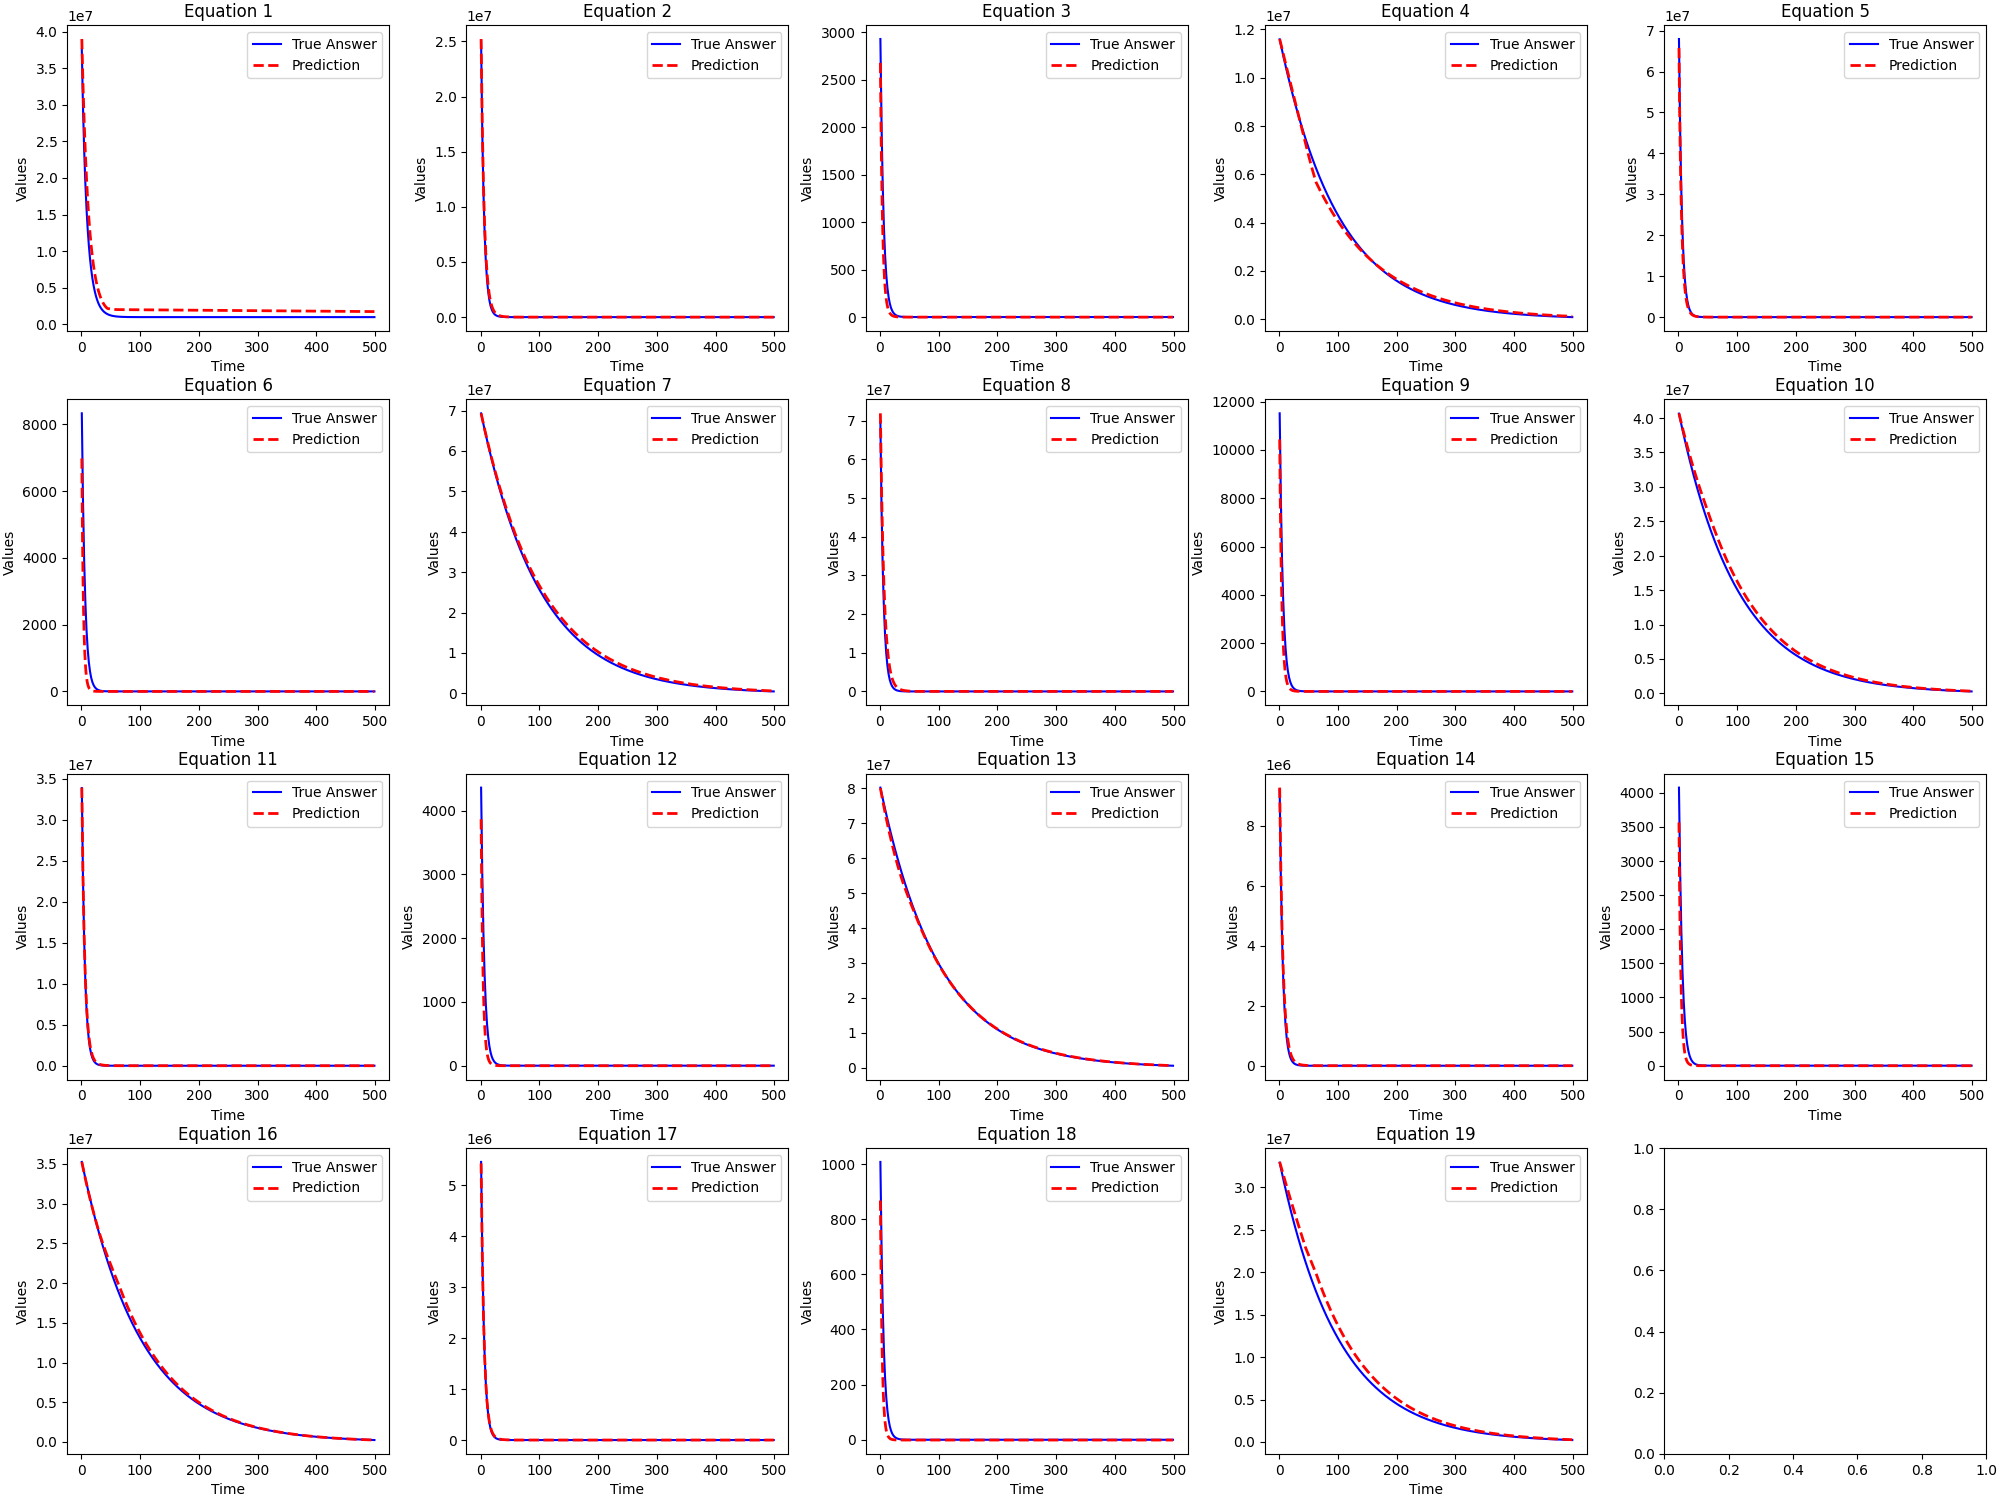 Equation 1
1e7
4.0
3.5
3.0
2.5
2.0
1.5
1.0
0.5
0.0
Values
0 100 200 300 400 500
Time
True Answer
Prediction
Equation 2
1e7
2.5
2.0
1.5
1.0
0.5
0.0
Values
0 100 200 300 400 500
Time
True Answer
Prediction
Equation 3
3000
2500
2000
1500
1000
500
0
Values
0 100 200 300 400 500
Time
True Answer
Prediction
Equation 4
1e7
1.2
1.0
0.8
0.6
0.4
0.2
0.0
Values
0 100 200 300 400 500
Time
True Answer
Prediction
Equation 5
1e7
7
6
5
4
3
2
1
0
Values
0 100 200 300 400 500
Time
True Answer
Prediction
Equation 6
8000
6000
4000
2000
0
Values
0 100 200 300 400 500
Time
True Answer
Prediction
Equation 7
1e7
7
6
5
4
3
2
1
0
Values
0 100 200 300 400 500
Time
True Answer
Prediction
Equation 8
1e7
7
6
5
4
3
2
1
0
Values
0 100 200 300 400 500
Time
True Answer
Prediction
Equation 9
12000
10000
8000
6000
4000
2000
0
Values
0 100 200 300 400 500
Time
True Answer
Prediction
Equation 10
1e7
4.0
3.5
3.0
2.5
2.0
1.5
1.0
0.5
0.0
Values
0 100 200 300 400 500
Time
True Answer
Prediction
Equation 11
1e7
3.5
3.0
2.5
2.0
1.5
1.0
0.5
0.0
Values
0 100 200 300 400 500
Time
True Answer
Prediction
Equation 12
4000
3000
2000
1000
0
Values
0 100 200 300 400 500
Time
True Answer
Prediction
Equation 13
1e7
8
7
6
5
4
3
2
1
0
Values
0 100 200 300 400 500
Time
True Answer
Prediction
Equation 14
1e6
8
6
4
2
0
Values
0 100 200 300 400 500
Time
True Answer
Prediction
Equation 15
4000
3500
3000
2500
2000
1500
1000
500
0
Values
0 100 200 300 400 500
Time
True Answer
Prediction
Equation 16
1e7
3.5
3.0
2.5
2.0
1.5
1.0
0.5
0.0
Values
0 100 200 300 400 500
Time
True Answer
Prediction
Equation 17
1e6
5
4
3
2
1
0
Values
0 100 200 300 400 500
Time
True Answer
Prediction
Equation 18
1000
800
600
400
200
0
Values
0 100 200 300 400 500
Time
True Answer
Prediction
Equation 19
1e7
3.0
2.5
2.0
1.5
1.0
0.5
0.0
Values
0 100 200 300 400 500
Time
True Answer
Prediction
1.0
0.8
0.6
0.4
0.2
0.0
0.0 0.2 0.4 0.6 0.8 1.0